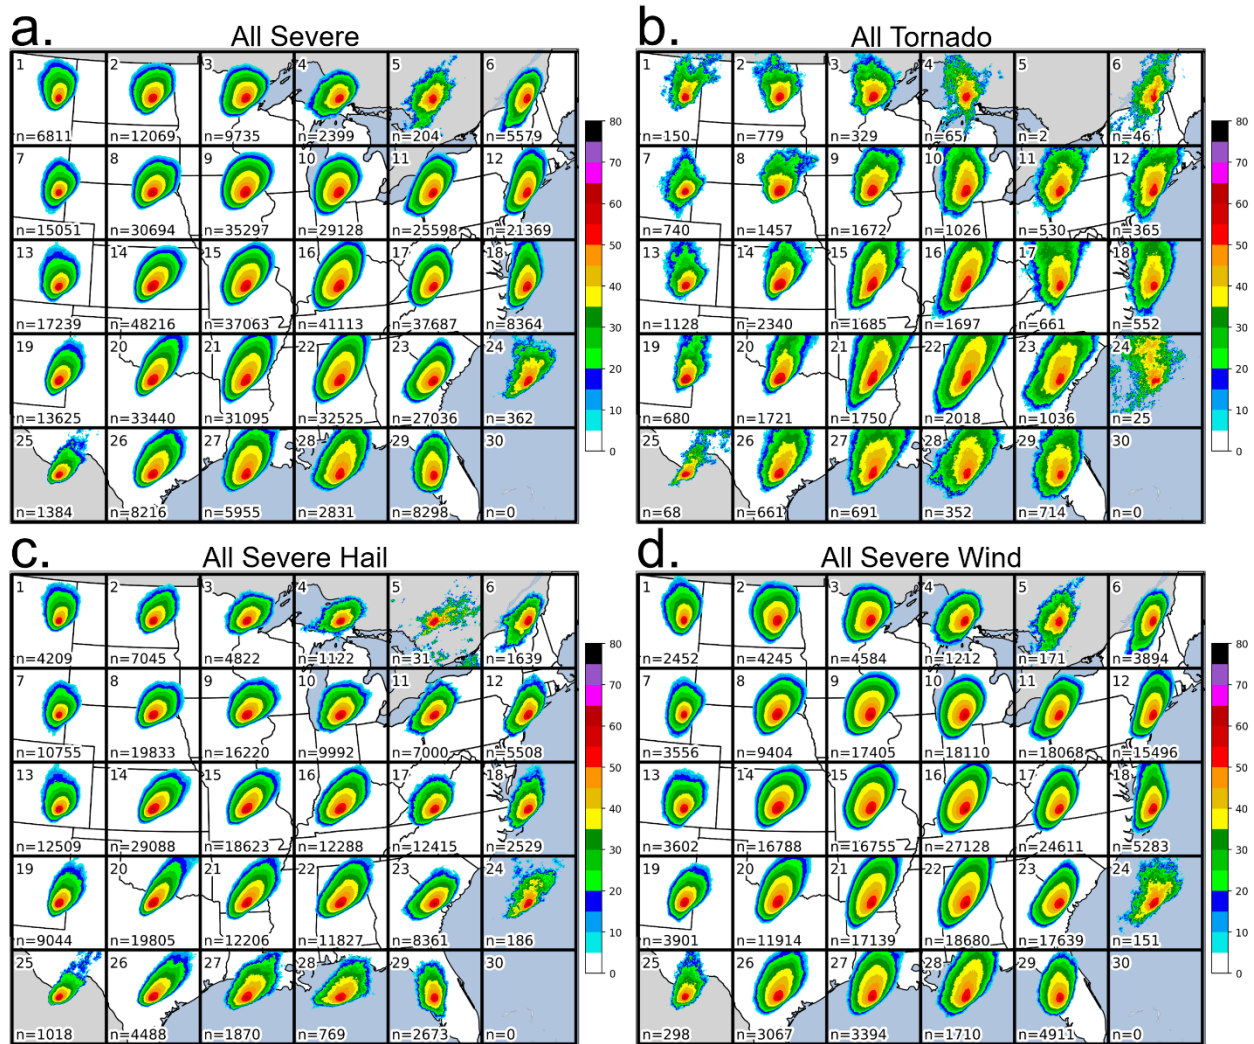 a. All Severe
1 2 3 4 5 6
n=6811 n=12069 n=9735 n=2399 n=204 n=5579
7 8 9 10 11 12
n=15051 n=30694 n=35297 n=29128 n=25598 n=21369
13 14 15 16 17 18
n=17239 n=48216 n=37063 n=41113 n=37687 n=8364
19 20 21 22 23 24
n=13625 n=33440 n=31095 n=32525 n=27036 n=362
25 26 27 28 29 30
n=1384 n=8216 n=5955 n=2831 n=8298 n=0
80
70
60
50
40
30
20
10
0
b. All Tornado
1 2 3 4 5 6
n=150 n=779 n=329 n=65 n=2 n=46
7 8 9 10 11 12
n=740 n=1457 n=1672 n=1026 n=530 n=365
13 14 15 16 17 18
n=1128 n=2340 n=1685 n=1697 n=661 n=552
19 20 21 22 23 24
n=680 n=1721 n=1750 n=2018 n=1036 n=25
25 26 27 28 29 30
n=68 n=661 n=691 n=352 n=714 n=0
80
70
60
50
40
30
20
10
0
c. All Severe Hail
1 2 3 4 5 6
n=4209 n=7045 n=4822 n=1122 n=31 n=1639
7 8 9 10 11 12
n=10755 n=19833 n=16220 n=9992 n=7000 n=5508
13 14 15 16 17 18
n=12509 n=29088 n=18623 n=12288 n=12415 n=2529
19 20 21 22 23 24
n=9044 n=19805 n=12206 n=11827 n=8361 n=186
25 26 27 28 29 30
n=1018 n=4488 n=1870 n=769 n=2673 n=0
80
70
60
50
40
30
20
10
0
d. All Severe Wind
1 2 3 4 5 6
n=2452 n=4245 n=4584 n=1212 n=171 n=3894
7 8 9 10 11 12
n=3556 n=9404 n=17405 n=18110 n=18068 n=15496
13 14 15 16 17 18
n=3602 n=16788 n=16755 n=27128 n=24611 n=5283
19 20 21 22 23 24
n=3901 n=11914 n=17139 n=18680 n=17639 n=151
25 26 27 28 29 30
n=298 n=3067 n=3394 n=1710 n=4911 n=0
80
70
60
50
40
30
20
10
0